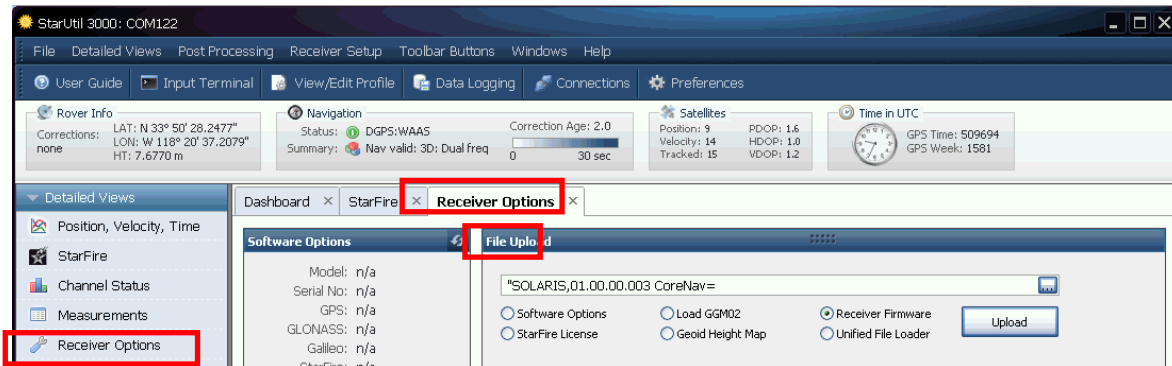 StarUtil 3000: COM122
File Detailed Views Post Processing Receiver Setup Toolbar Buttons Windows Help
User Guide Input Terminal View/Edit Profile Data Logging Connections Preferences
Rover Info
Corrections: none
LAT: N 33° 50' 28.2477"
LON: W 118° 20' 37.2079"
HT: 7.6770 m
Navigation
Status: DGPS:WAAS
Summary: Nav valid: 3D: Dual freq
Correction Age: 2.0
0 30 sec
Satellites
Position: 9 PDOP: 1.6
Velocity: 14 HDOP: 1.0
Tracked: 15 VDOP: 1.2
Time in UTC
GPS Time: 509694
GPS Week: 1581
Detailed Views
Position, Velocity, Time
StarFire
Channel Status
Measurements
Receiver Options
Dashboard StarFire Receiver Options
Software Options
Model: n/a
Serial No: n/a
GPS: n/a
GLONASS: n/a
Galileo: n/a
StarFire: n/a
File Upload
"SOLARIS,01.00.00.003 CoreNav=
Software Options Load GGM02 Receiver Firmware
StarFire License Geoid Height Map Unified File Loader
Upload